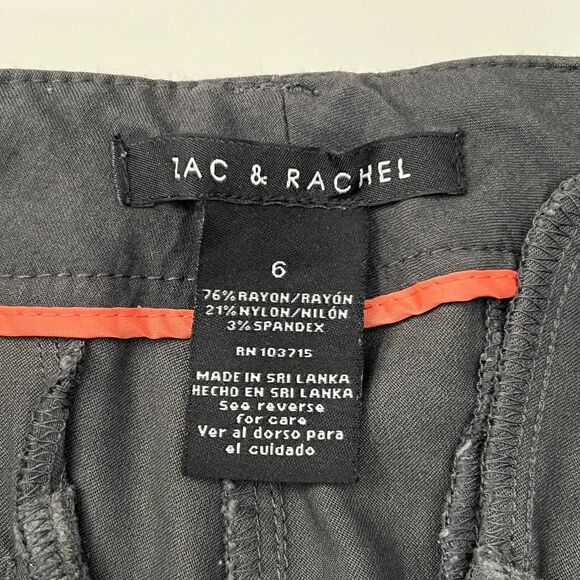 ZAC & RACHEL
6
76% RAYON/RAYÓN
21% NYLON/NILÓN
3% SPANDEX
RN 103715
MADE IN SRI LANKA
HECHO EN SRI LANKA
See reverse
for care
Ver al dorso para
el cuidado